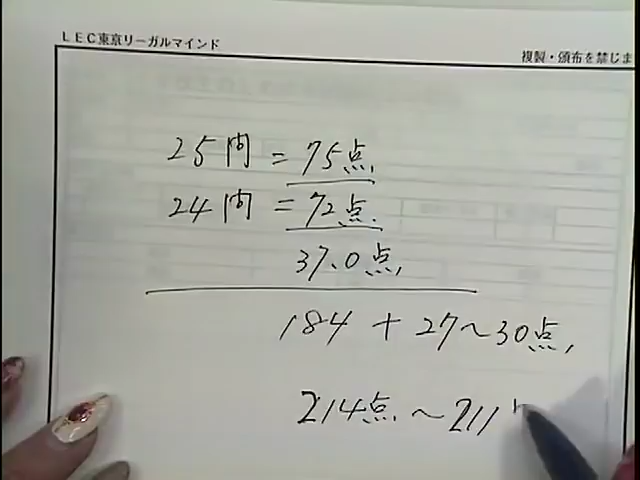 LEC東京リーガルマインド
複製・頒布を禁じま
25問 = 75点
24問 = 72点.
37.0点,
184 + 27~30点,
214点~211